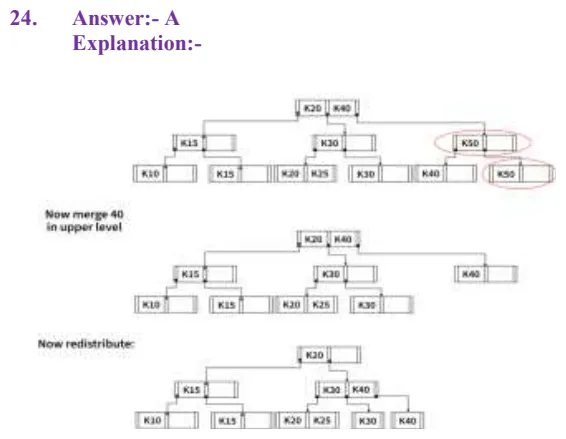 24. Answer:- A
Explanation:-
K20 K40
K15 K30 K50
K10 K15 K20 K25 K30 K40 K50
Now merge 40
in upper level
K20 K40
K15 K30 K40
K10 K15 K20 K25 K30
Now redistribute:
K20
K15 K30 K40
K10 K15 K20 K25 K30 K40